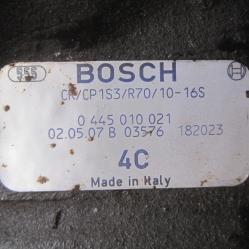 555 BOSCH
CR/CP1S3/R70/10-16S
0 445 010 021
02.05.07 B 03576 182023
4C
Made in Italy